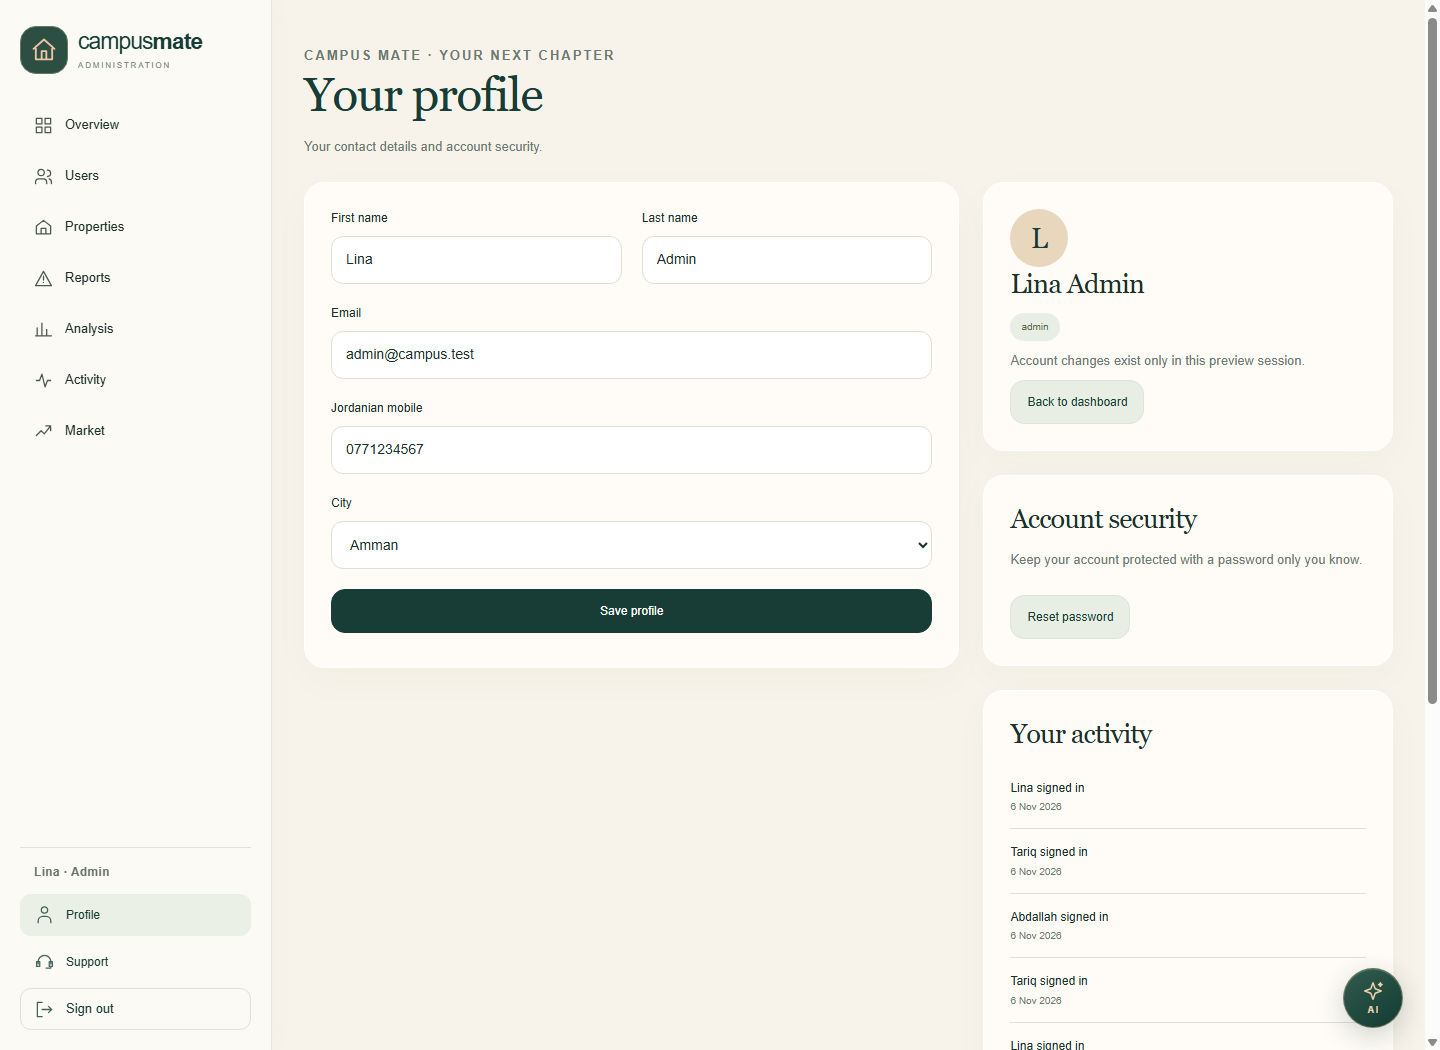 campusmate
ADMINISTRATION
Overview
Users
Properties
Reports
Analysis
Activity
Market
Lina · Admin
Profile
Support
Sign out
CAMPUS MATE · YOUR NEXT CHAPTER
Your profile
Your contact details and account security.
First name
Last name
Lina
Admin
Email
admin@campus.test
Jordanian mobile
0771234567
City
Amman
Save profile
L
Lina Admin
admin
Account changes exist only in this preview session.
Back to dashboard
Account security
Keep your account protected with a password only you know.
Reset password
Your activity
Lina signed in
6 Nov 2026
Tariq signed in
6 Nov 2026
Abdallah signed in
6 Nov 2026
Tariq signed in
6 Nov 2026
Lina signed in
AI